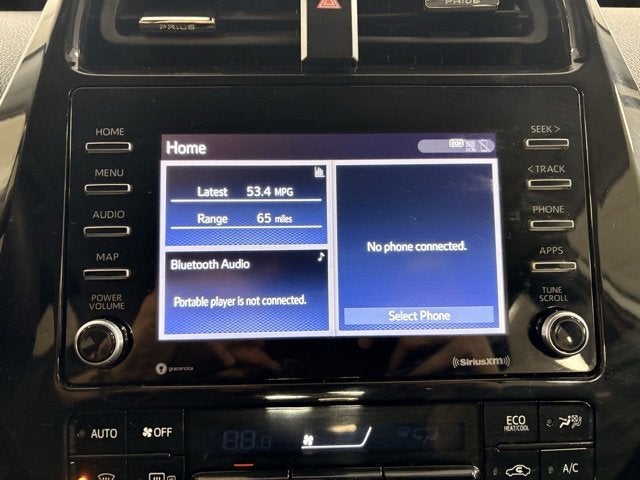 PRIUS
PRIUS
HOME
MENU
AUDIO
MAP
POWER
VOLUME
Home
DCM
Latest 53.4 MPG
Range 65 miles
Bluetooth Audio
Portable player is not connected.
No phone connected.
Select Phone
SEEK >
< TRACK
PHONE
APPS
TUNE
SCROLL
gracenote
((SiriusXM))
AUTO
OFF
ECO
HEAT/COOL
A/C